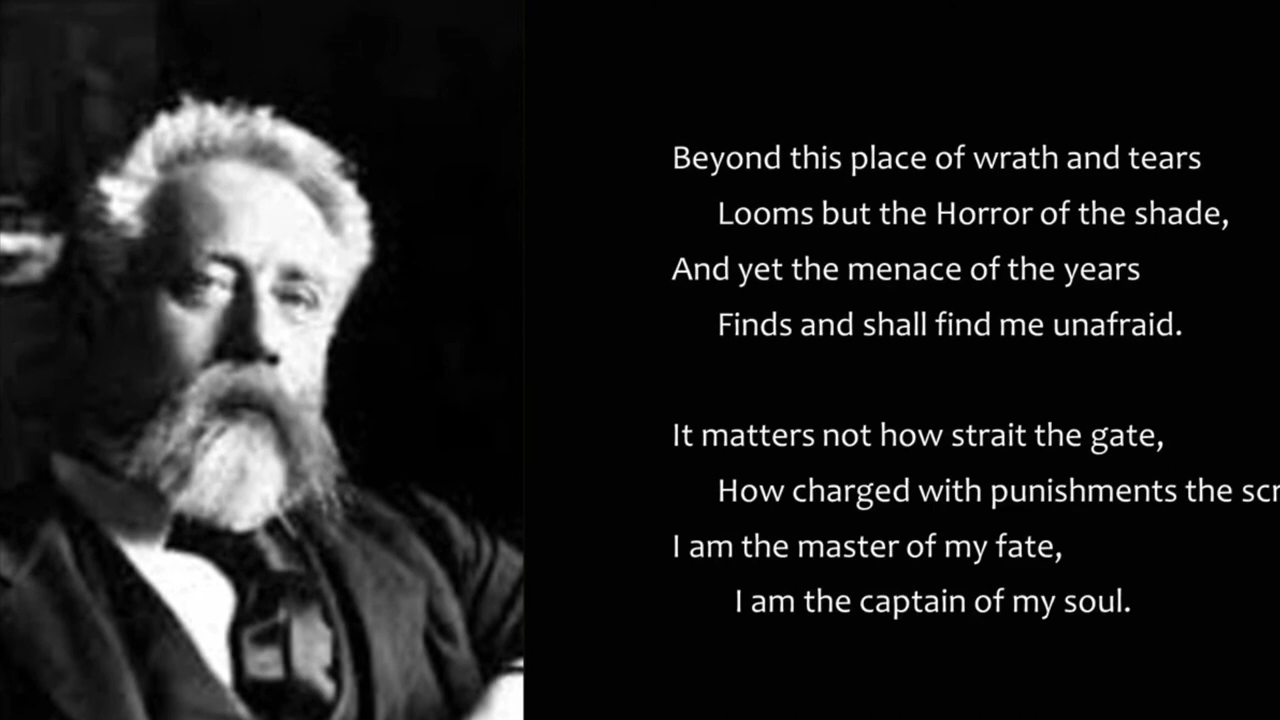 Beyond this place of wrath and tears
Looms but the Horror of the shade,
And yet the menace of the years
Finds and shall find me unafraid.
It matters not how strait the gate,
How charged with punishments the
I am the master of my fate,
I am the captain of my soul.